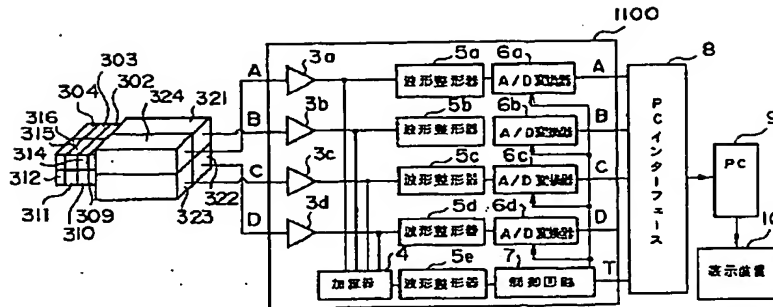 1100
303
304
302
316
315
324
321
314
312
311
310
309
322
323
A
B
C
D
3a
3b
3c
3d
5a
波形整形器
6a
A/D変換器
A
5b
波形整形器
6b
A/D変換器
B
5c
波形整形器
6c
A/D変換器
C
5d
波形整形器
6d
A/D変換器
D
4
加算器
5e
波形整形器
7
制御回路
T
8
PCインターフェース
9
PC
10
表示装置